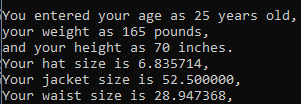 You entered your age as 25 years old,
your weight as 165 pounds,
and your height as 70 inches.
Your hat size is 6.835714,
Your jacket size is 52.500000,
Your waist size is 28.947368,